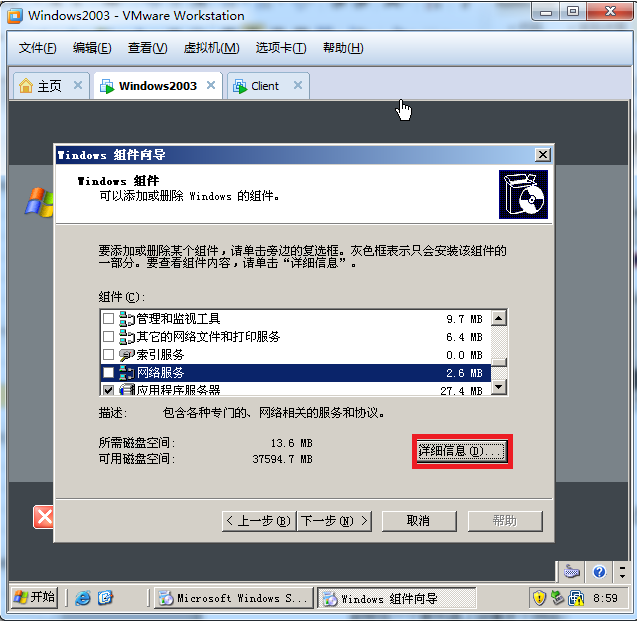 Windows2003 - VMware Workstation
文件(F) 编辑(E) 查看(V) 虚拟机(M) 选项卡(T) 帮助(H)
主页 Windows2003 Client
Windows 组件向导
Windows 组件
可以添加或删除 Windows 的组件。
要添加或删除某个组件，请单击旁边的复选框。灰色框表示只会安装该组件的
一部分。要查看组件内容，请单击“详细信息”。
组件(C):
管理和监视工具 9.7 MB
其它的网络文件和打印服务 6.4 MB
索引服务 0.0 MB
网络服务 2.6 MB
应用程序服务器 27.4 MB
描述: 包含各种专门的、网络相关的服务和协议。
所需磁盘空间: 13.6 MB
可用磁盘空间: 37594.7 MB
详细信息(D)...
< 上一步(B) 下一步(N) > 取消 帮助
开始 Microsoft Windows S... Windows 组件向导 8:59